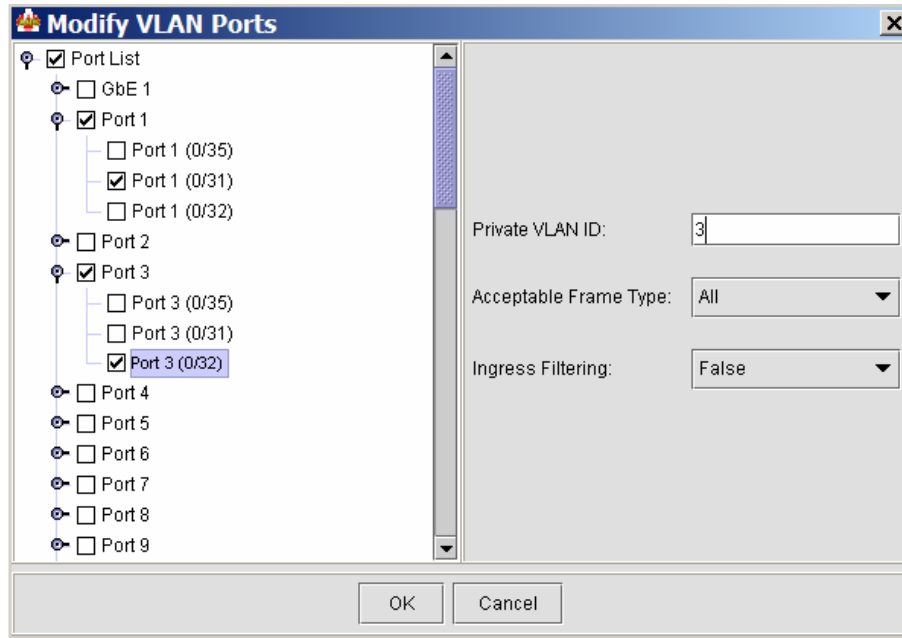 Modify VLAN Ports
Port List
GbE 1
Port 1
Port 1 (0/35)
Port 1 (0/31)
Port 1 (0/32)
Port 2
Port 3
Port 3 (0/35)
Port 3 (0/31)
Port 3 (0/32)
Port 4
Port 5
Port 6
Port 7
Port 8
Port 9
Private VLAN ID: 3
Acceptable Frame Type: All
Ingress Filtering: False
OK Cancel